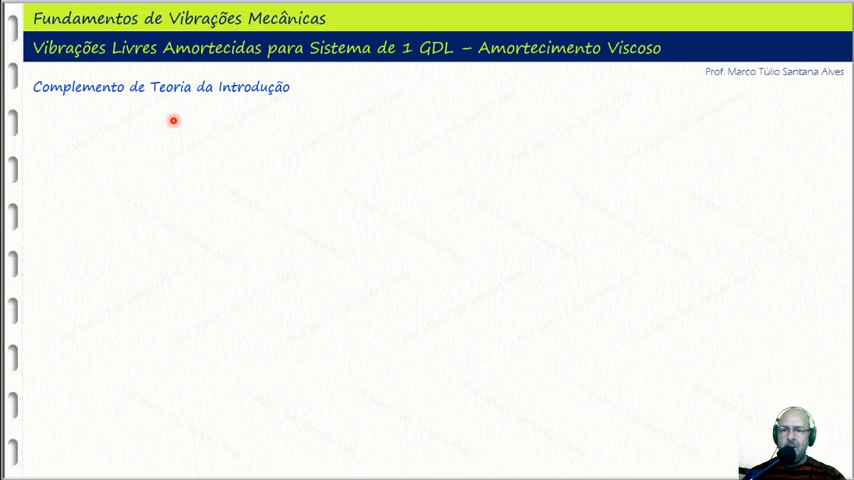 Fundamentos de Vibrações Mecânicas
Vibrações Livres Amortecidas para Sistema de 1 GDL – Amortecimento Viscoso
Prof. Marco Túlio Santana Alves
Complemento de Teoria da Introdução